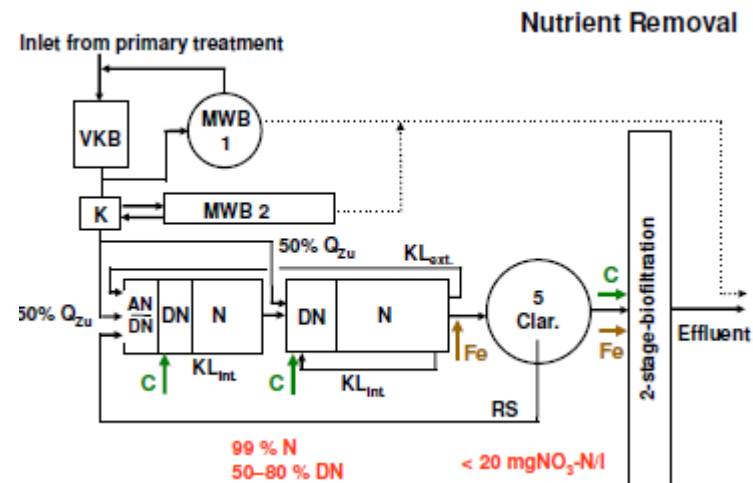 Nutrient Removal
Inlet from primary treatment
VKB
MWB
1
K
MWB 2
50% Q_Zu
KL_ext.
50% Q_Zu
AN
DN
DN
N
DN
N
5
Clar.
C
Fe
2-stage-biofiltration
Effluent
C
KL_Int.
C
KL_Int.
Fe
RS
99 % N
50–80 % DN
< 20 mgNO₃-N/l